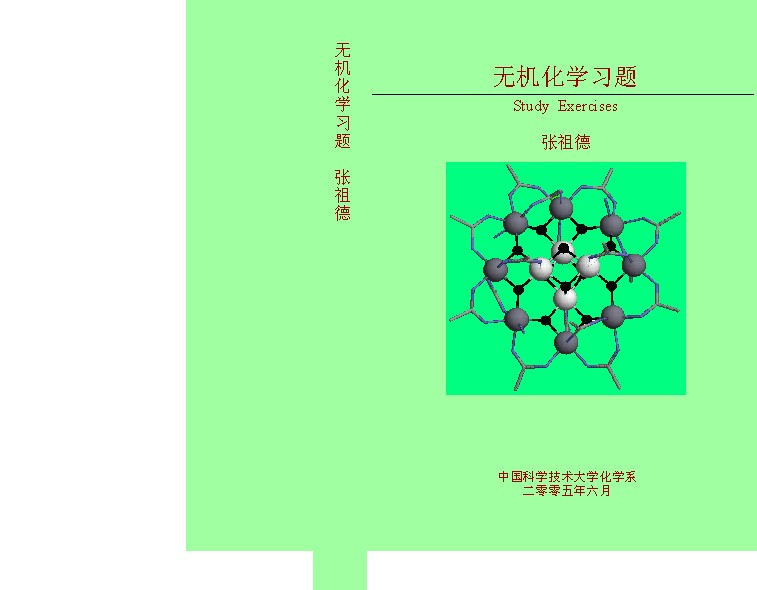 无机化学习题 张祖德
无机化学习题
Study Exercises
张祖德
中国科学技术大学化学系
二零零五年六月